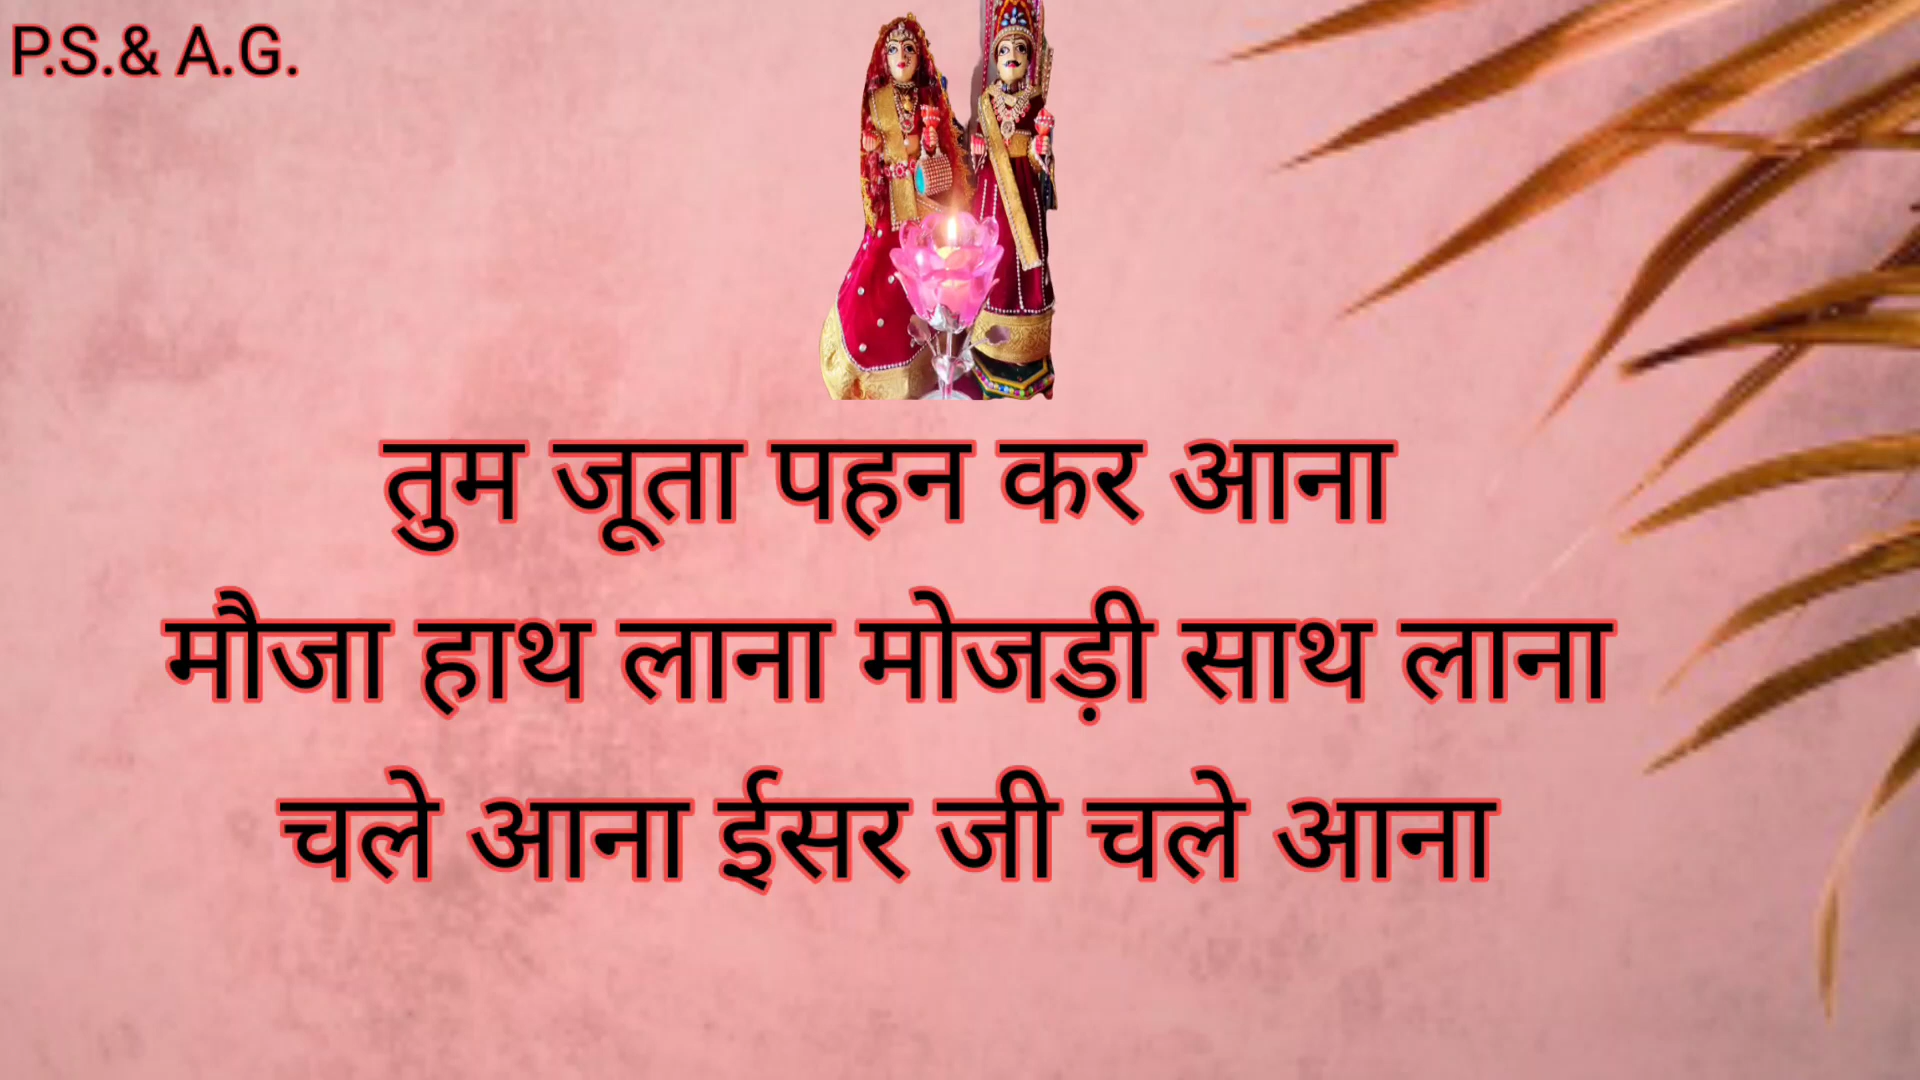 P.S.& A.G.
तुम जूता पहन कर आना
मौजा हाथ लाना मोजड़ी साथ लाना
चले आना ईसर जी चले आना